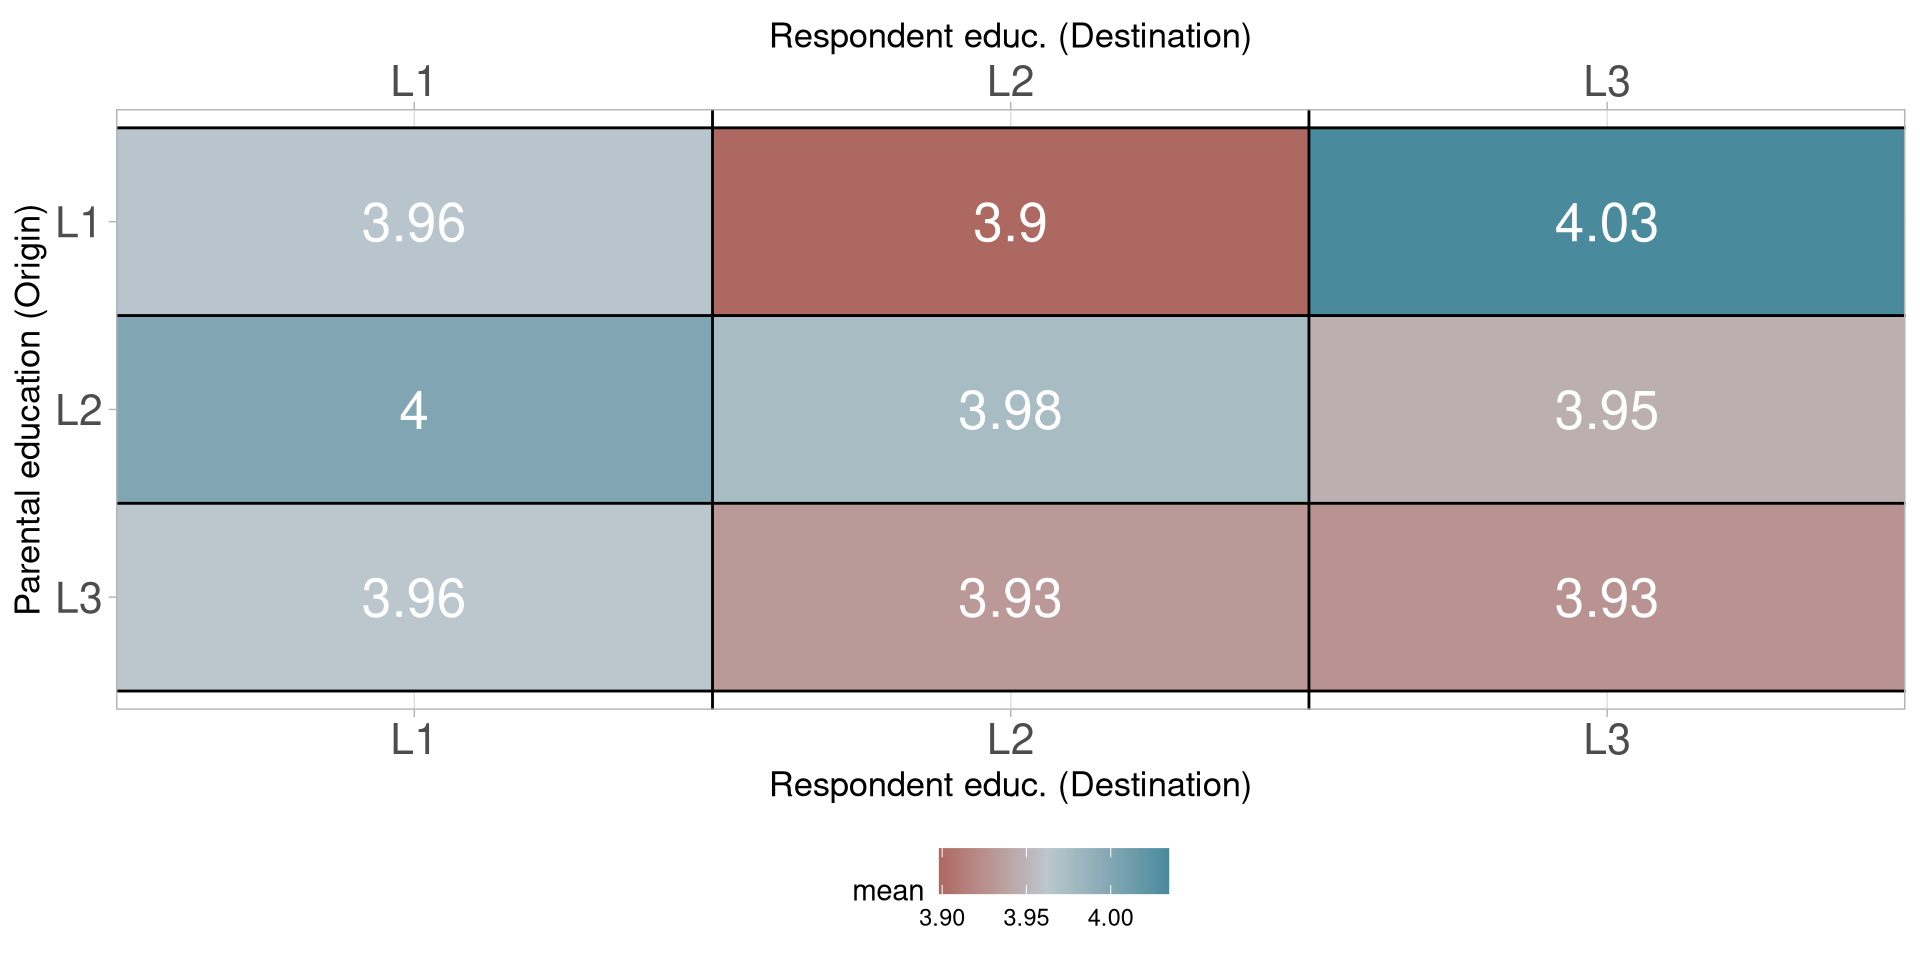 Respondent educ. (Destination)
L1 L2 L3
Parental education (Origin)
L1 3.96 3.9 4.03
L2 4 3.98 3.95
L3 3.96 3.93 3.93
L1 L2 L3
Respondent educ. (Destination)
mean
3.90 3.95 4.00